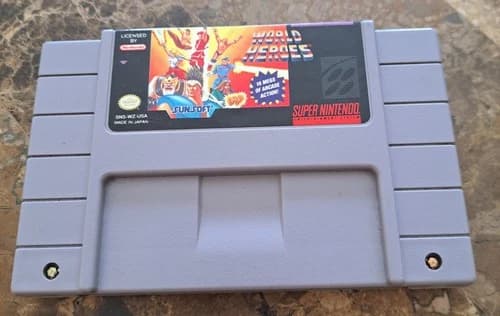 LICENSED
BY
Nintendo
WORLD
HEROES
16 MEGS
OF ARCADE
ACTION!
SUNSOFT
SNS-WZ-USA
MADE IN JAPAN
SUPER NINTENDO